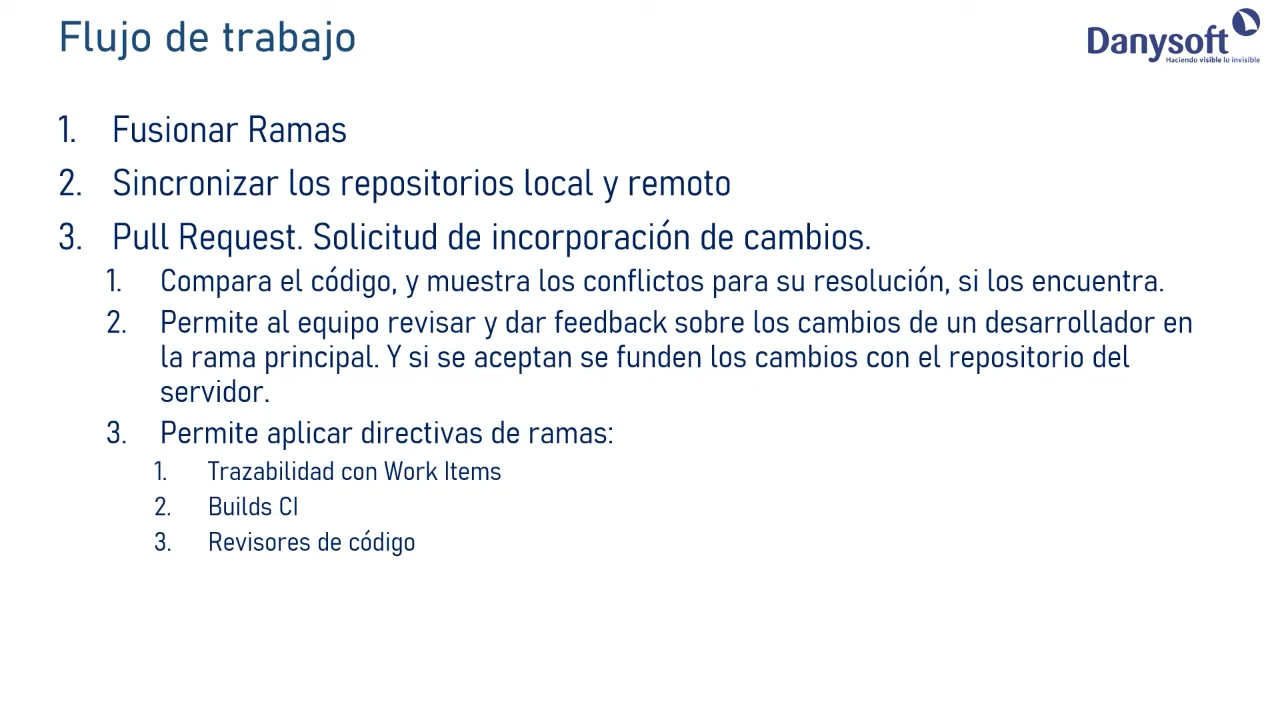 Flujo de trabajo
Danysoft
Haciendo visible lo invisible
1. Fusionar Ramas
2. Sincronizar los repositorios local y remoto
3. Pull Request. Solicitud de incorporación de cambios.
1. Compara el código, y muestra los conflictos para su resolución, si los encuentra.
2. Permite al equipo revisar y dar feedback sobre los cambios de un desarrollador en
la rama principal. Y si se aceptan se funden los cambios con el repositorio del
servidor.
3. Permite aplicar directivas de ramas:
1. Trazabilidad con Work Items
2. Builds CI
3. Revisores de código